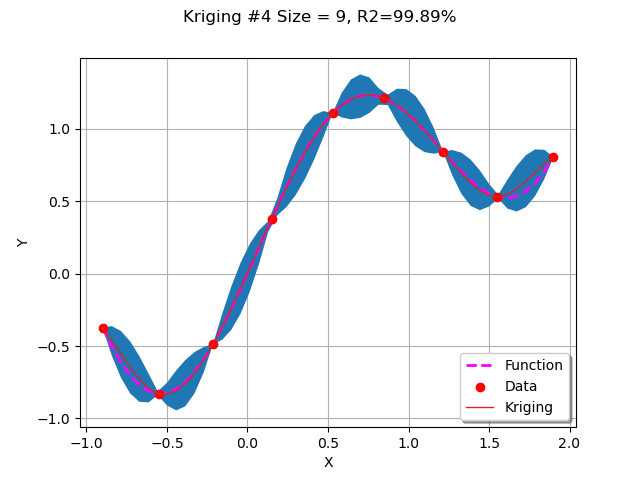 Kriging #4 Size = 9, R2=99.89%
Y
1.0
0.5
0.0
−0.5
−1.0
−1.0 −0.5 0.0 0.5 1.0 1.5 2.0
X
Function
Data
Kriging